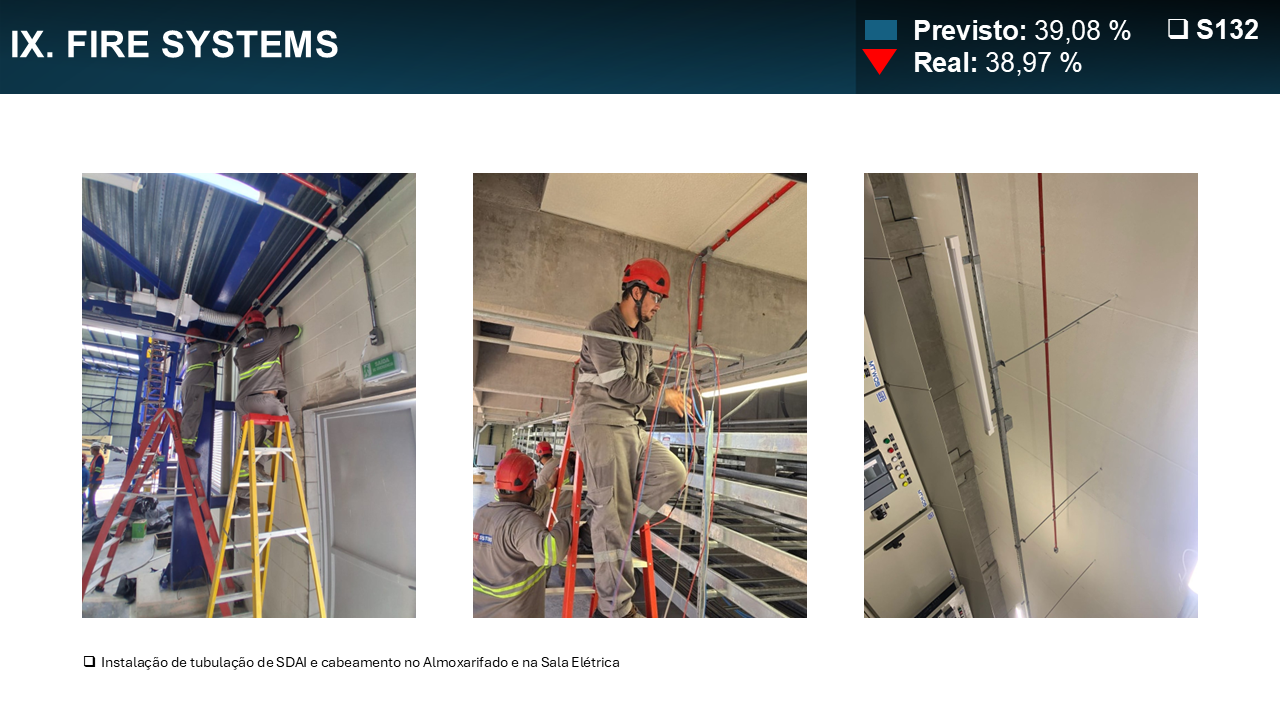 IX. FIRE SYSTEMS
Previsto: 39,08 %
Real: 38,97 %
❑ S132
SAÍDA
❑ Instalação de tubulação de SDAI e cabeamento no Almoxarifado e na Sala Elétrica